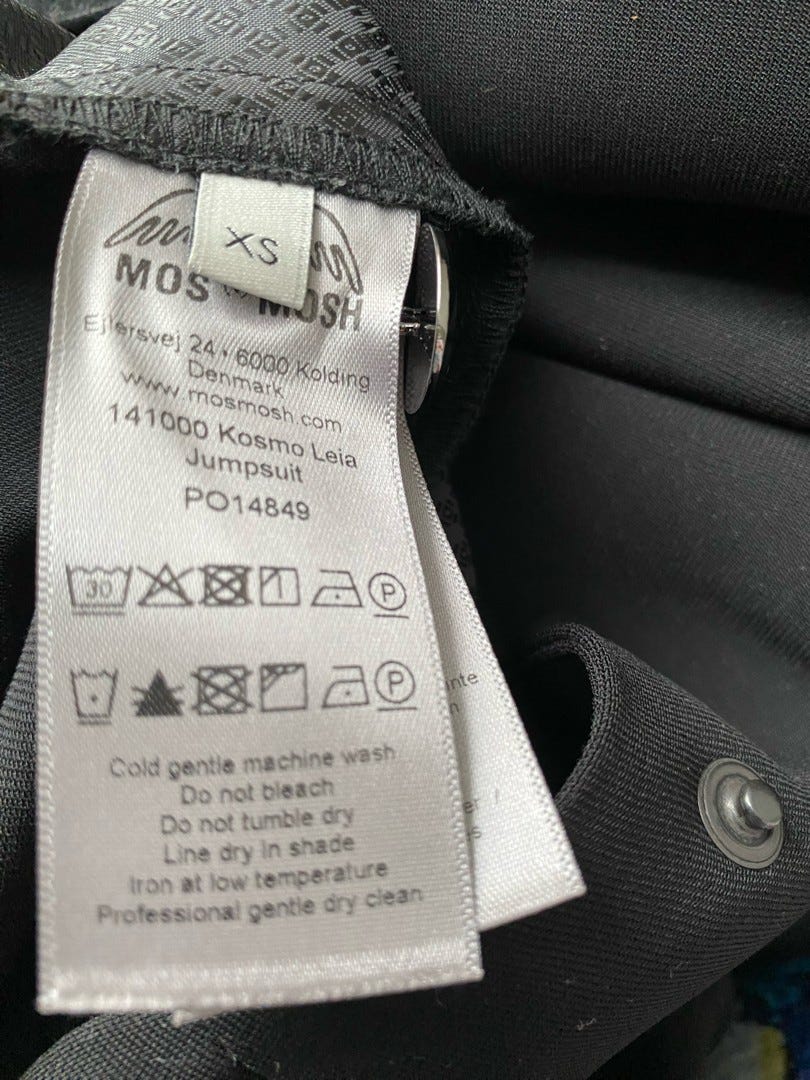 XS
MOS MOSH
Ejlersvej 24 • 6000 Kolding
Denmark
www.mosmosh.com
141000 Kosmo Leia
Jumpsuit
PO14849
30 P
P
Cold gentle machine wash
Do not bleach
Do not tumble dry
Line dry in shade
Iron at low temperature
Professional gentle dry clean